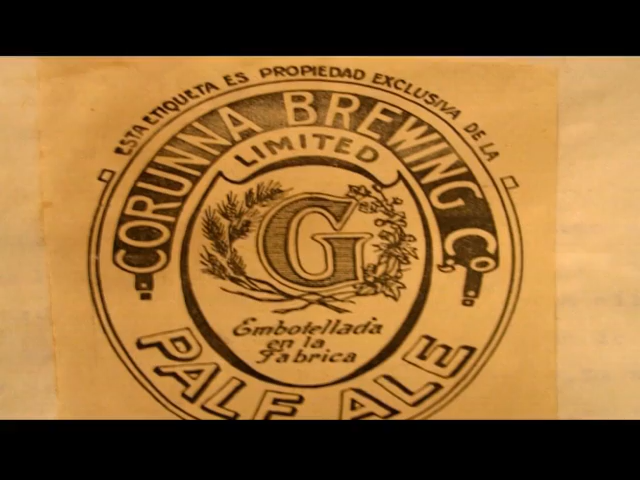 ESTA ETIQUETA ES PROPIEDAD EXCLUSIVA DE LA
CORUNNA BREWING Cº,
LIMITED
G
Embotellada
en la
Fabrica
PALE ALE